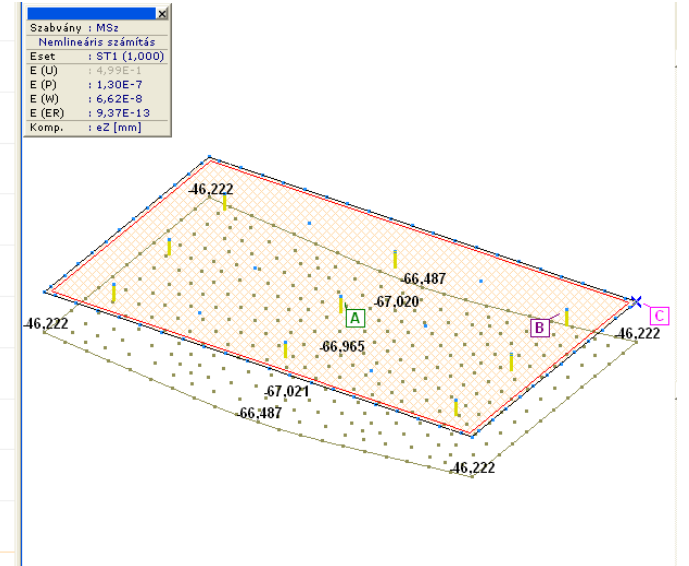 Szabvány : MSz
Nemlineáris számítás
Eset : ST1 (1,000)
E (U) : 4,99E-1
E (P) : 1,30E-7
E (W) : 6,62E-8
E (ER) : 9,37E-13
Komp. : eZ [mm]
-46,222
-66,487
-67,020
A
B
C
-46,222
-46,222
-66,965
-67,021
-66,487
-46,222